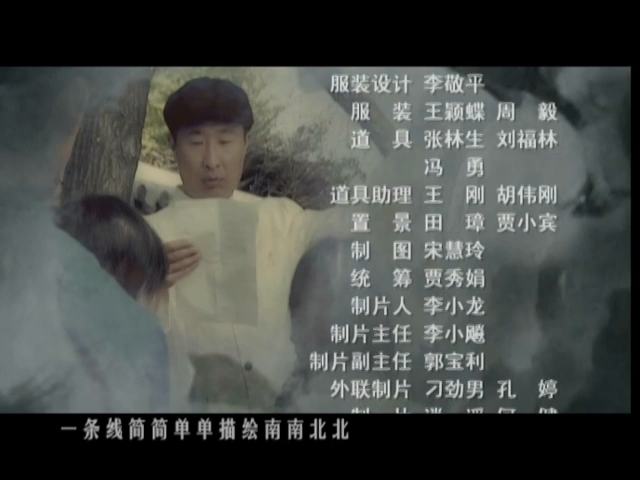 服装设计 李敬平
服 装 王颖蝶 周 毅
道 具 张林生 刘福林
冯 勇
道具助理 王 刚 胡伟刚
置 景 田 璋 贾小宾
制 图 宋慧玲
统 筹 贾秀娟
制片人 李小龙
制片主任 李小飚
制片副主任 郭宝利
外联制片 刁劲男 孔 婷
一条线简简单单描绘南南北北